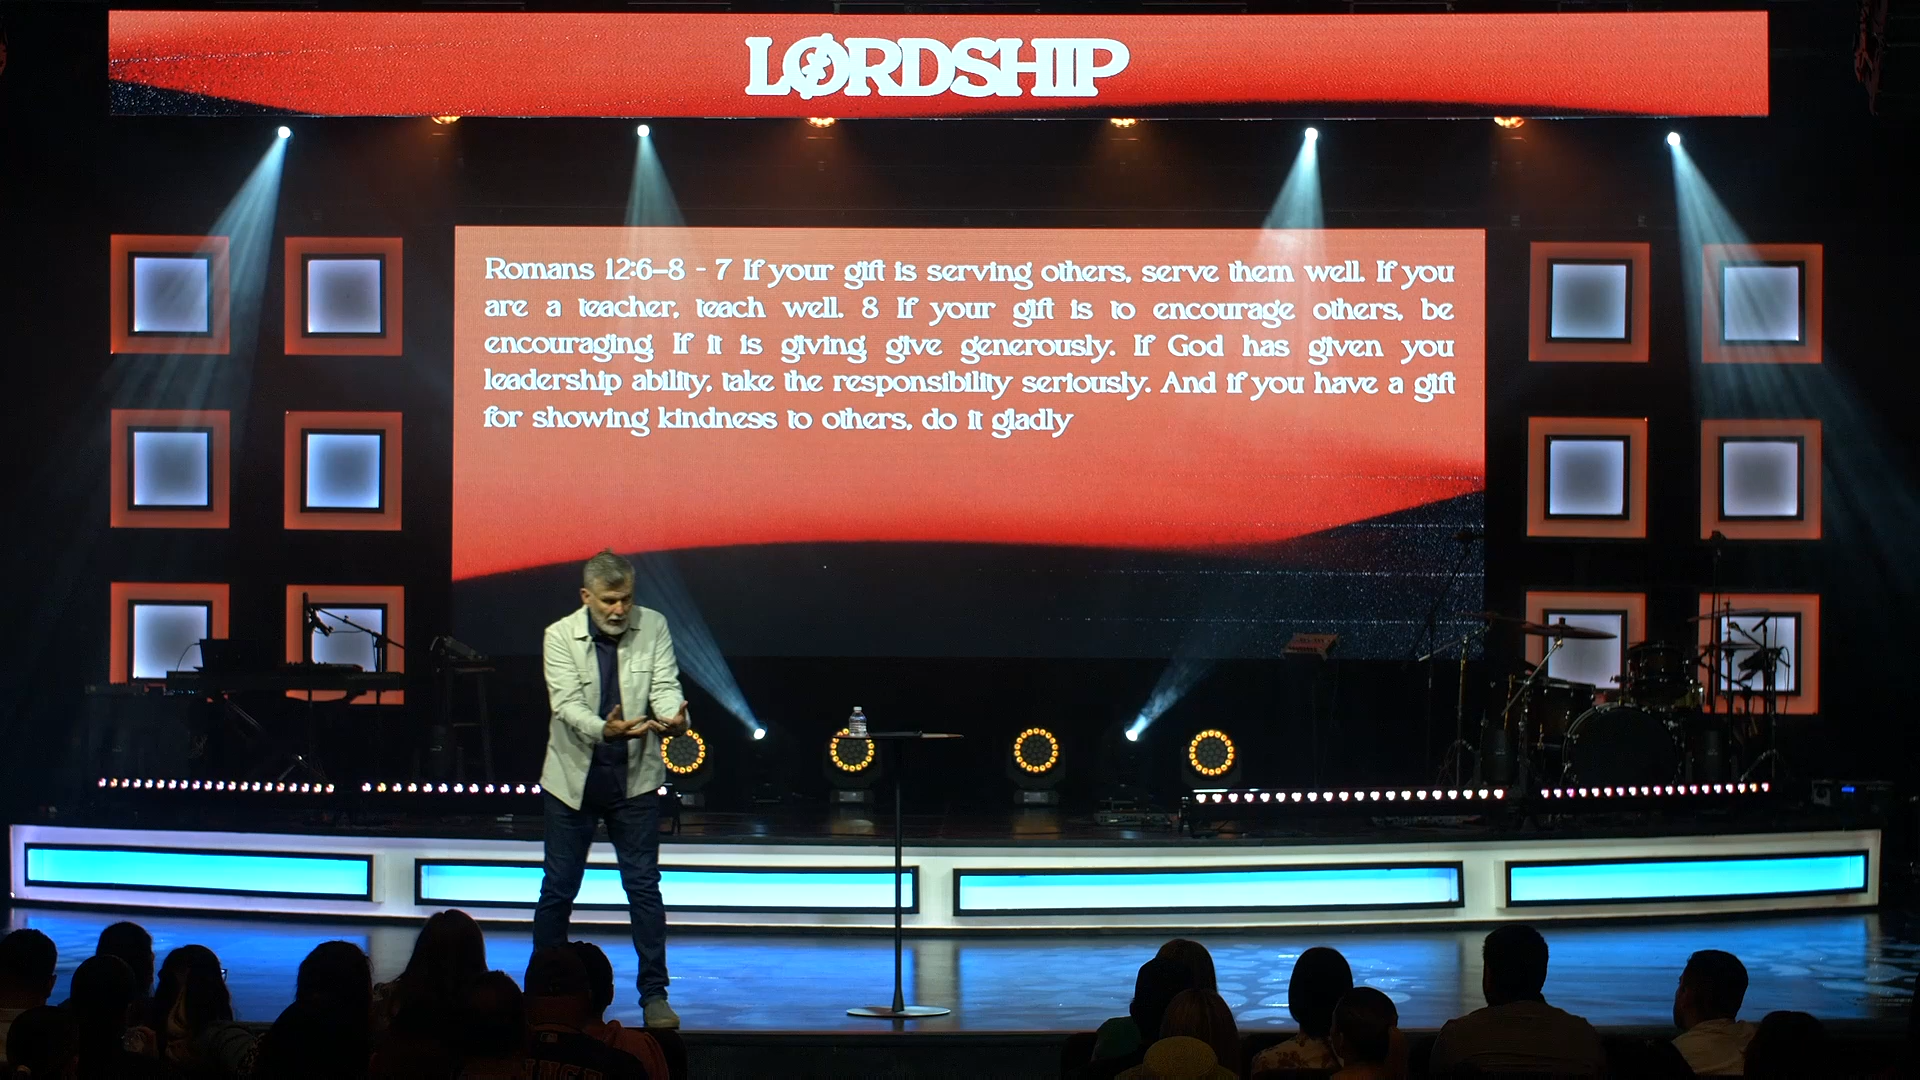 LØRDSHIP
Romans 12:6–8 - 7 If your gift is serving others, serve them well. If you
are a teacher, teach well. 8 If your gift is to encourage others, be
encouraging. If it is giving, give generously. If God has given you
leadership ability, take the responsibility seriously. And if you have a gift
for showing kindness to others, do it gladly